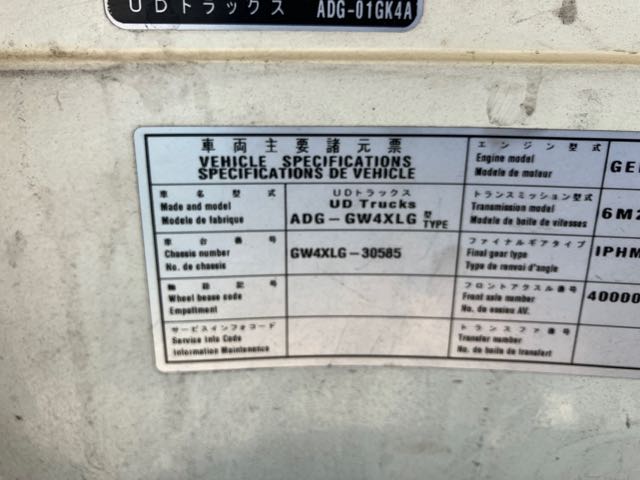 UDトラックス ADG-01GK4A
車両主要諸元票
VEHICLE SPECIFICATIONS
SPECIFICATIONS DE VEHICLE
車名型式
Made and model
Modele de fabrique
UDトラックス
UD Trucks
ADG-GW4XLG 型 TYPE
車台番号
Chassis number
No. de chassis
GW4XLG-30585
軸距記号
Wheel bease code
Empattment
サービスインフォコード
Service Info Code
Information Maintenence
エンジン型式
Engine model
Modele de moteur
GE
トランスミッション型式
Transmission model
Modele de boite de vitesses
6M2
ファイナルギアタイプ
Final gear type
Type de renvoi d'angle
IPHM
フロントアクスル番号
Front axle number
No. de essieu AV.
40000
トランスファ番号
Transfer number
No. de boite de transfert